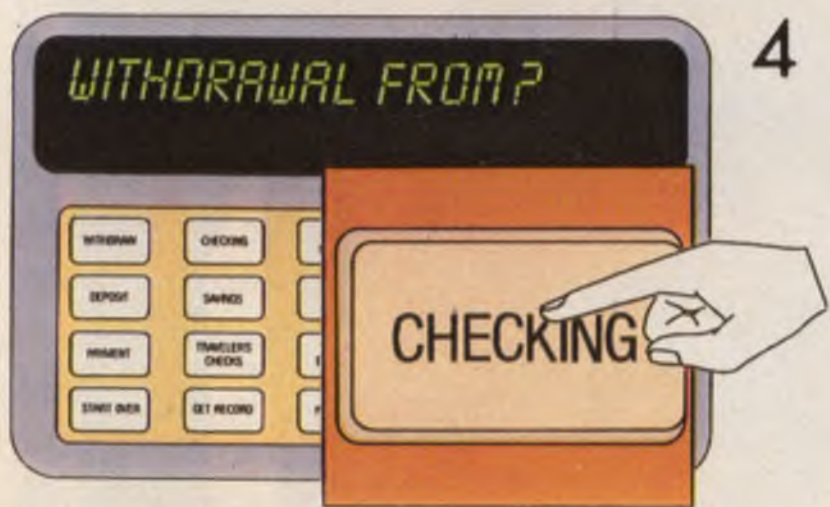 WITHDRAWAL FROM?
4
WITHDRAW
CHECKING
DEPOSIT
SAVINGS
PAYMENT
TRAVELERS
CHECKS
START OVER
GET RECORD
CHECKING